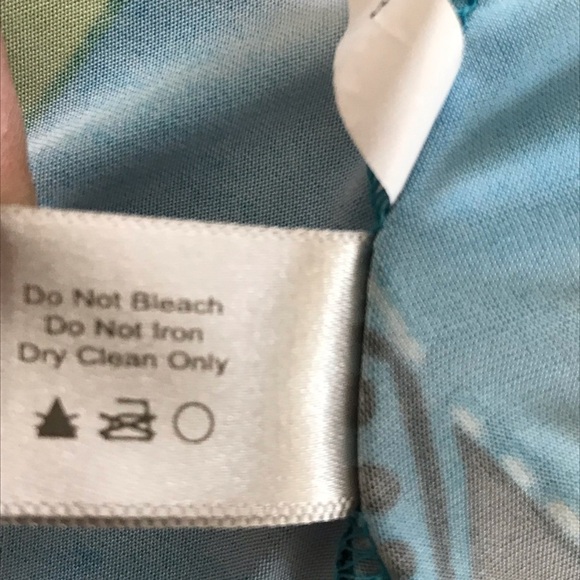 Do Not Bleach
Do Not Iron
Dry Clean Only